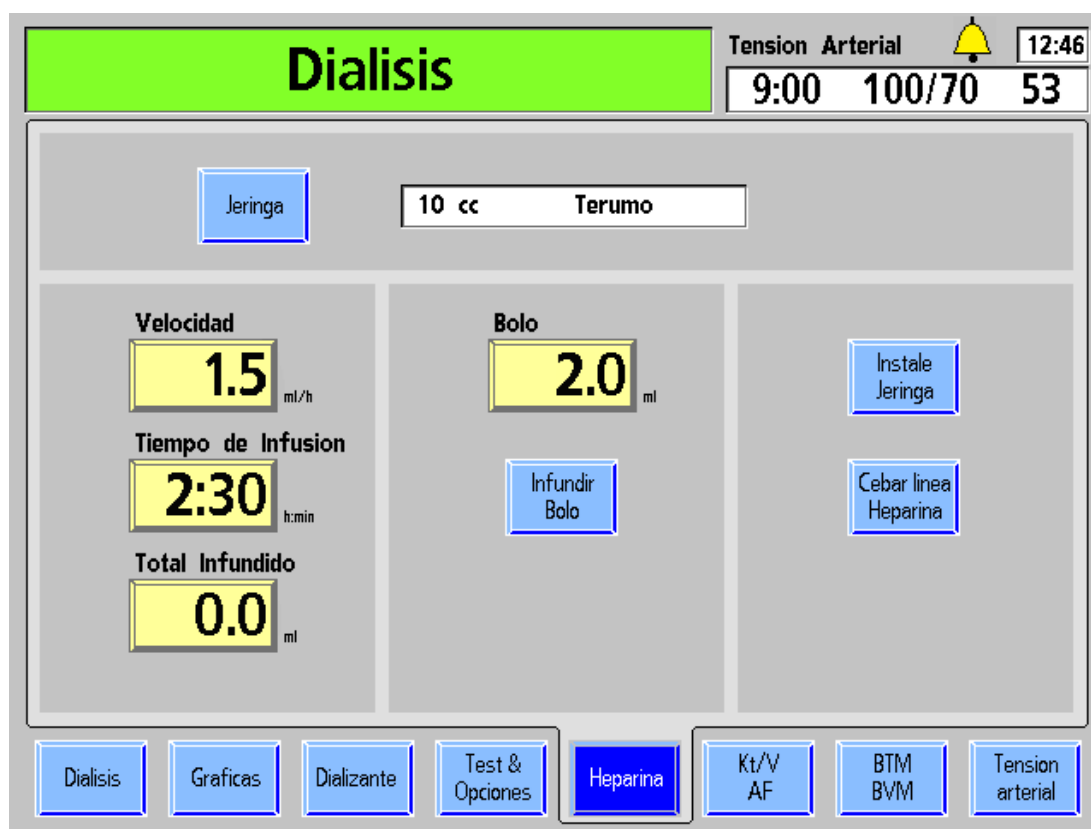 Dialisis
Tension Arterial 12:46
9:00 100/70 53
Jeringa
10 cc Terumo
Velocidad
1.5 ml/h
Tiempo de Infusion
2:30 h:min
Total Infundido
0.0 ml
Bolo
2.0 ml
Infundir
Bolo
Instale
Jeringa
Cebar linea
Heparina
Dialisis
Graficas
Dializante
Test &
Opciones
Heparina
Kt/V
AF
BTM
BVM
Tension
arterial